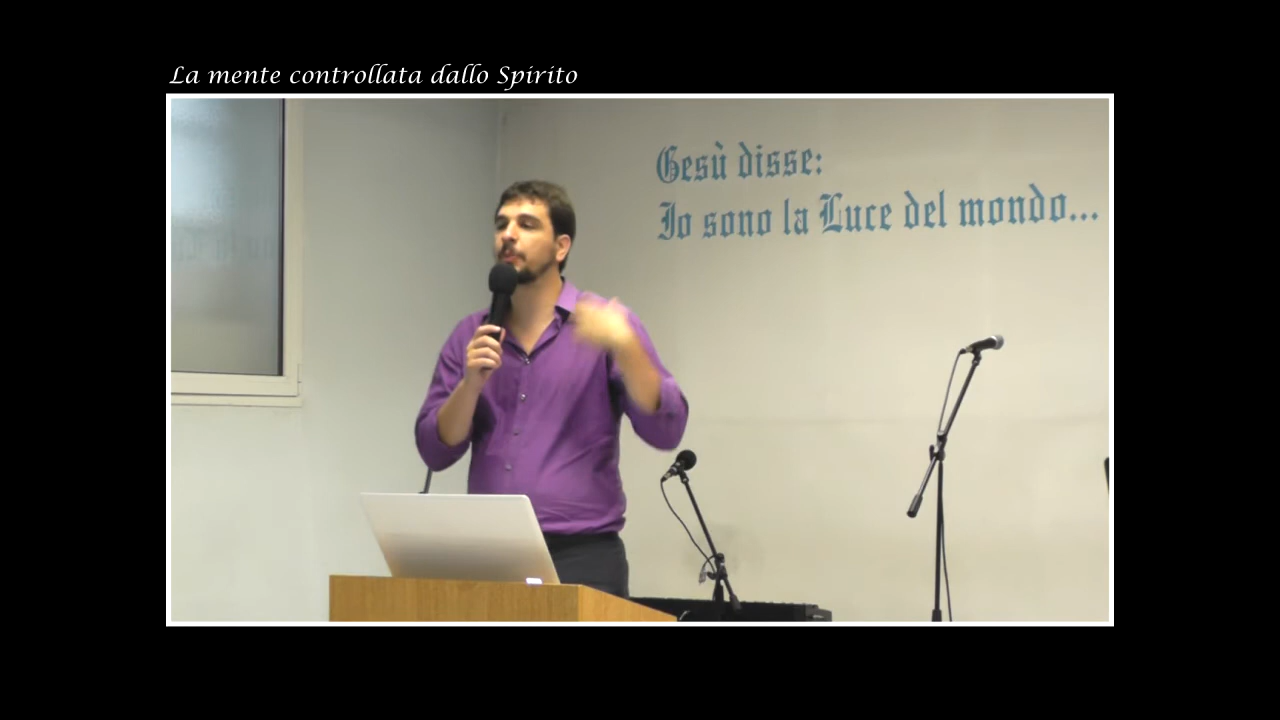 La mente controllata dallo Spirito
Gesù disse:
Io sono la Luce del mondo...